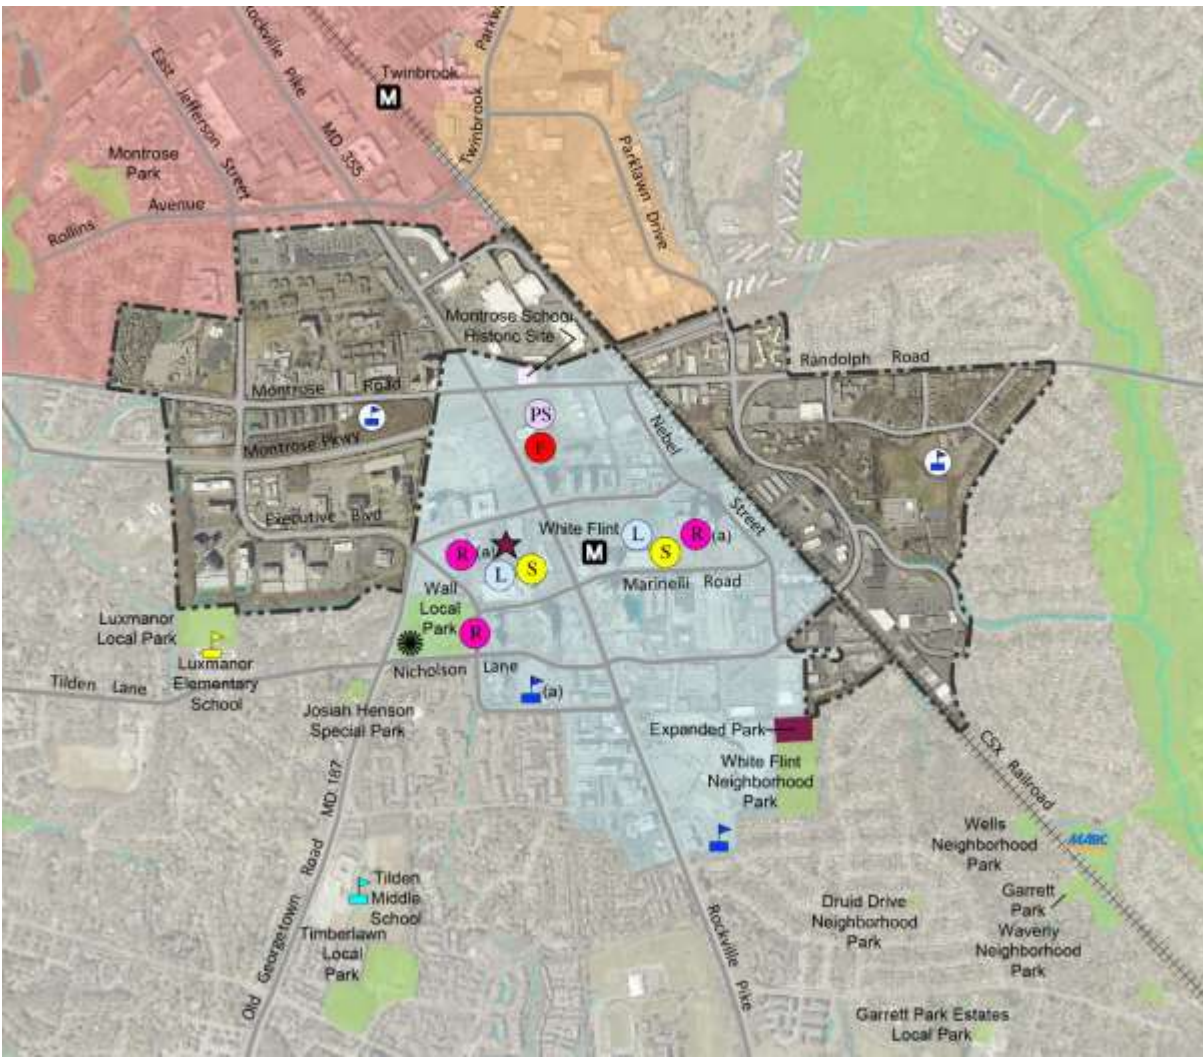 Rockville Pike
MD 355
East Jefferson Street
Twinbrook
M
Twinbrook Parkway
Parklawn Drive
Montrose
Park
Rollins Avenue
Montrose School
Historic Site
Randolph Road
Montrose Road
PS
F
Montrose Pkwy
Nebel Street
Executive Blvd
White Flint
M
L
R
(a)
S
R
(a)
L
S
Marinelli Road
Wall
Local
Park
R
Luxmanor
Local Park
Luxmanor
Elementary
School
Nicholson Lane
(a)
Tilden Lane
Josiah Henson
Special Park
Expanded Park
White Flint
Neighborhood
Park
CSX Railroad
Old Georgetown Road MD 187
Wells
Neighborhood
Park
MARC
Tilden
Middle
School
Garrett
Park
Waverly
Neighborhood
Park
Druid Drive
Neighborhood
Park
Timberlawn
Local
Park
Rockville Pike
Garrett Park Estates
Local Park